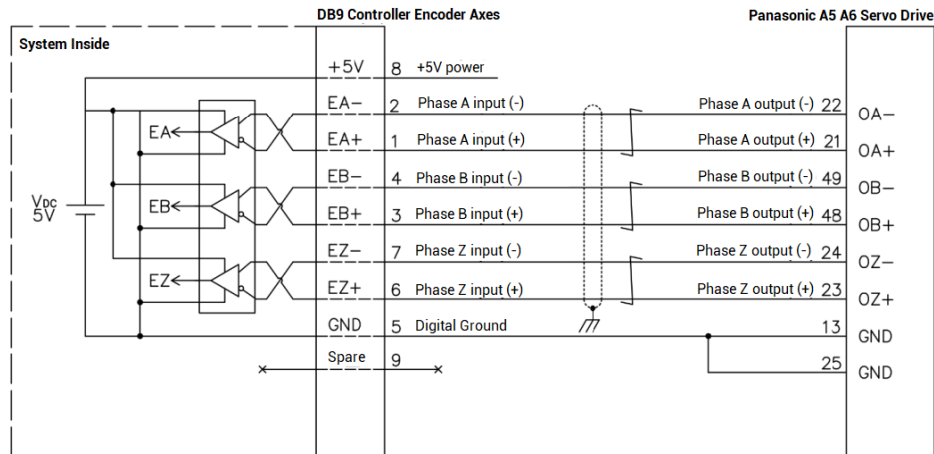 DB9 Controller Encoder Axes
Panasonic A5 A6 Servo Drive
System Inside
+5V 8 +5V power
EA- 2 Phase A input (-) Phase A output (-) 22 OA-
EA
EA+ 1 Phase A input (+) Phase A output (+) 21 OA+
EB- 4 Phase B input (-) Phase B output (-) 49 OB-
VDC
5V
EB
EB+ 3 Phase B input (+) Phase B output (+) 48 OB+
EZ- 7 Phase Z input (-) Phase Z output (-) 24 OZ-
EZ
EZ+ 6 Phase Z input (+) Phase Z output (+) 23 OZ+
GND 5 Digital Ground 13 GND
Spare 9
25 GND